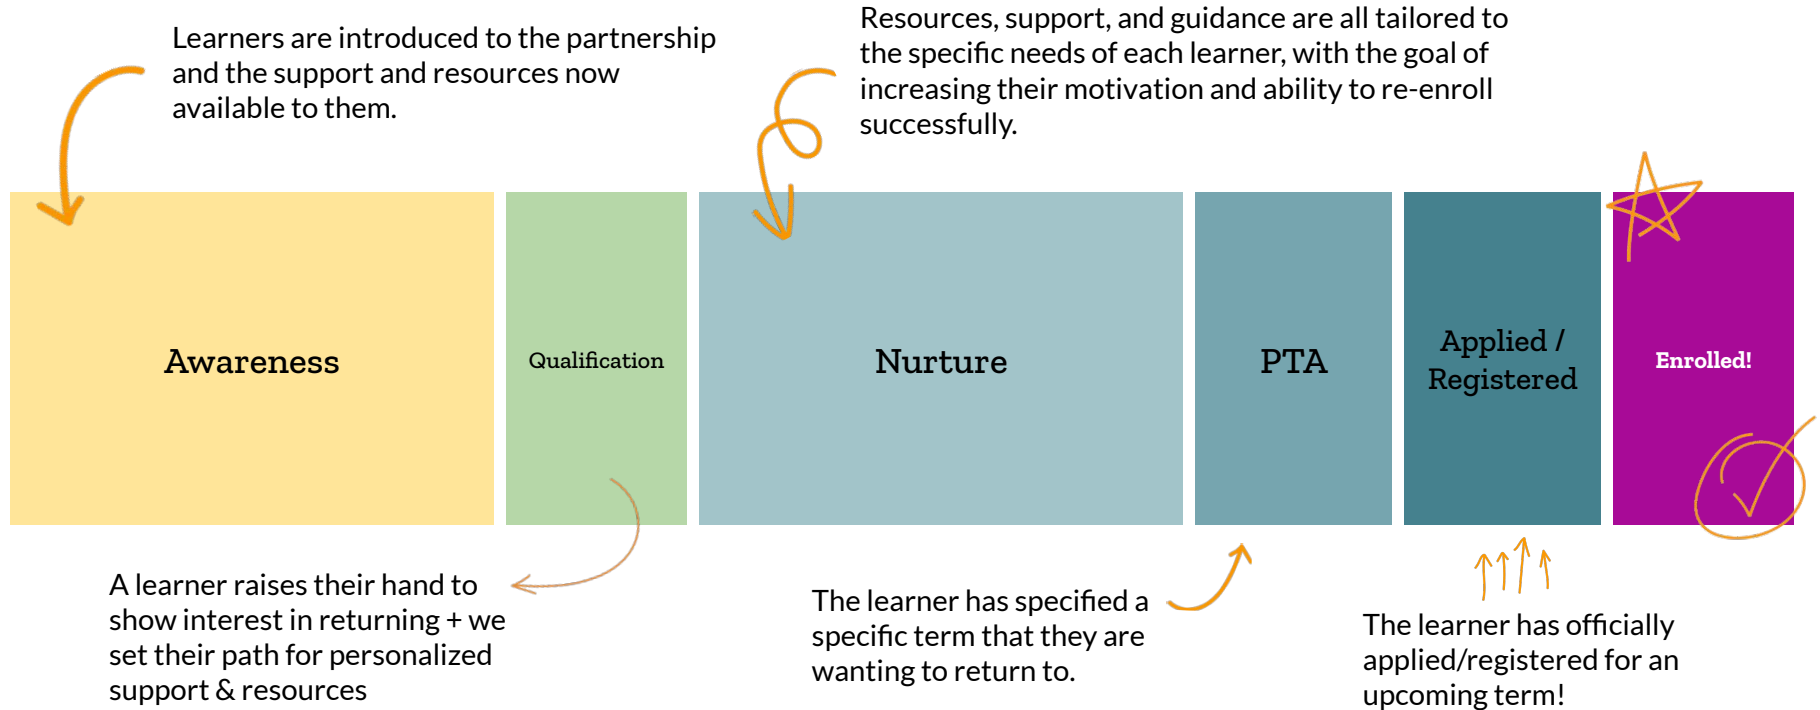 Learners are introduced to the partnership
and the support and resources now
available to them.
Resources, support, and guidance are all tailored to
the specific needs of each learner, with the goal of
increasing their motivation and ability to re-enroll
successfully.
Awareness
Qualification
Nurture
PTA
Applied /
Registered
Enrolled!
A learner raises their hand to
show interest in returning + we
set their path for personalized
support & resources
The learner has specified a
specific term that they are
wanting to return to.
The learner has officially
applied/registered for an
upcoming term!